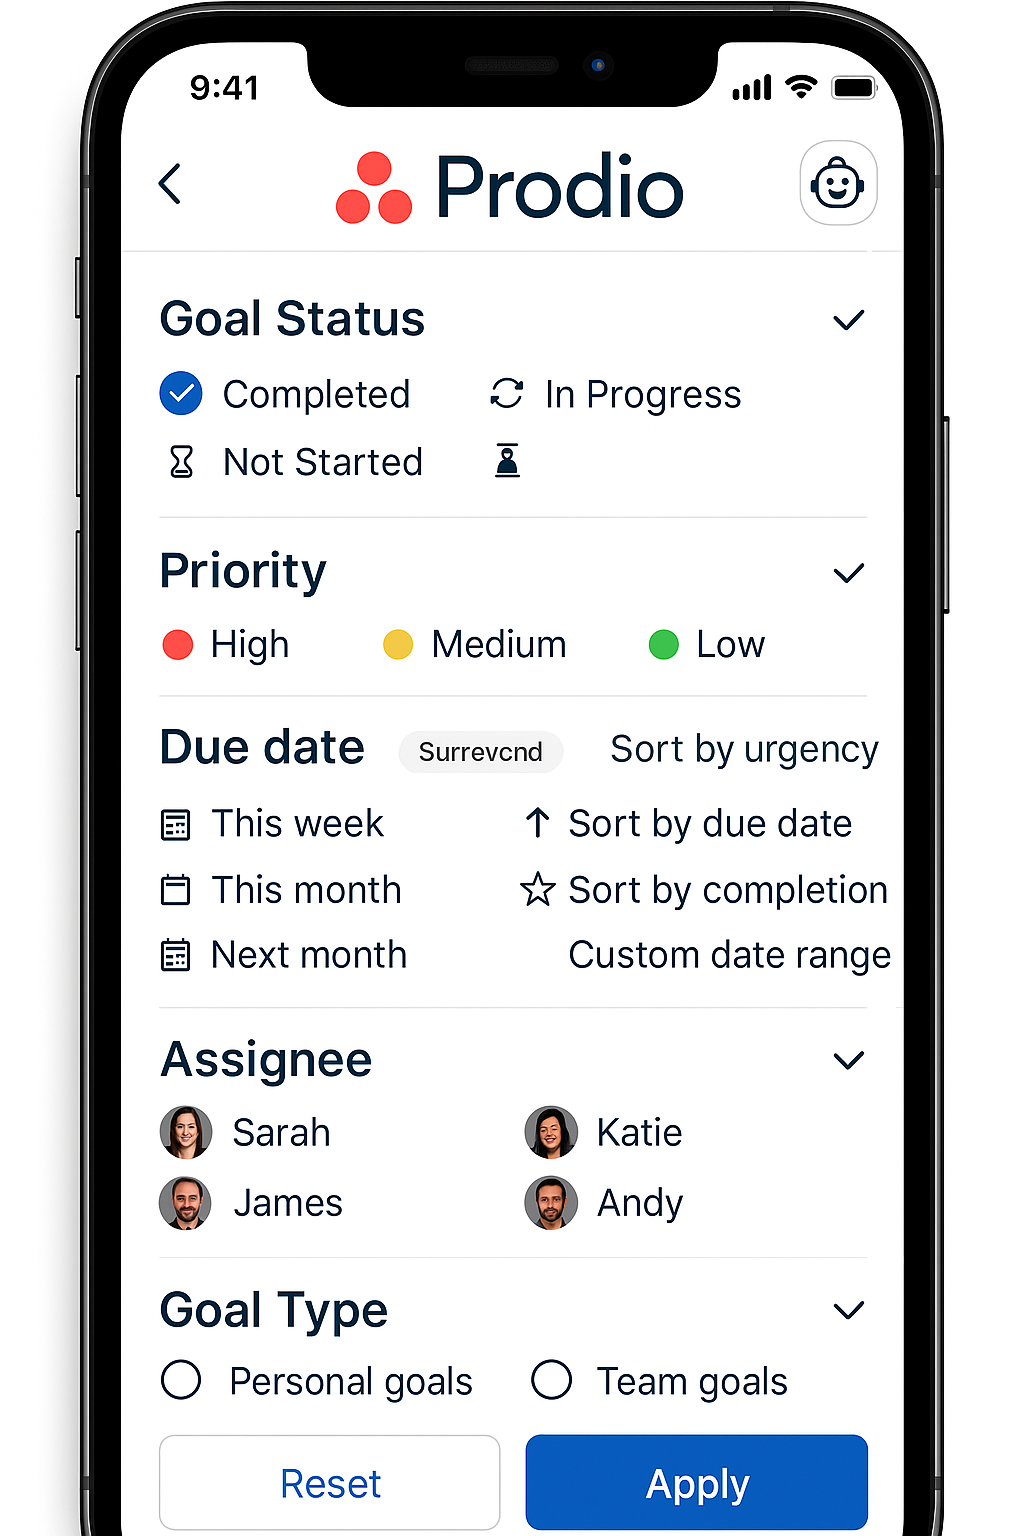 9:41
Prodio
Goal Status
Completed In Progress
Not Started
Priority
High Medium Low
Due date Surrevcnd Sort by urgency
This week Sort by due date
This month Sort by completion
Next month Custom date range
Assignee
Sarah Katie
James Andy
Goal Type
Personal goals Team goals
Reset Apply